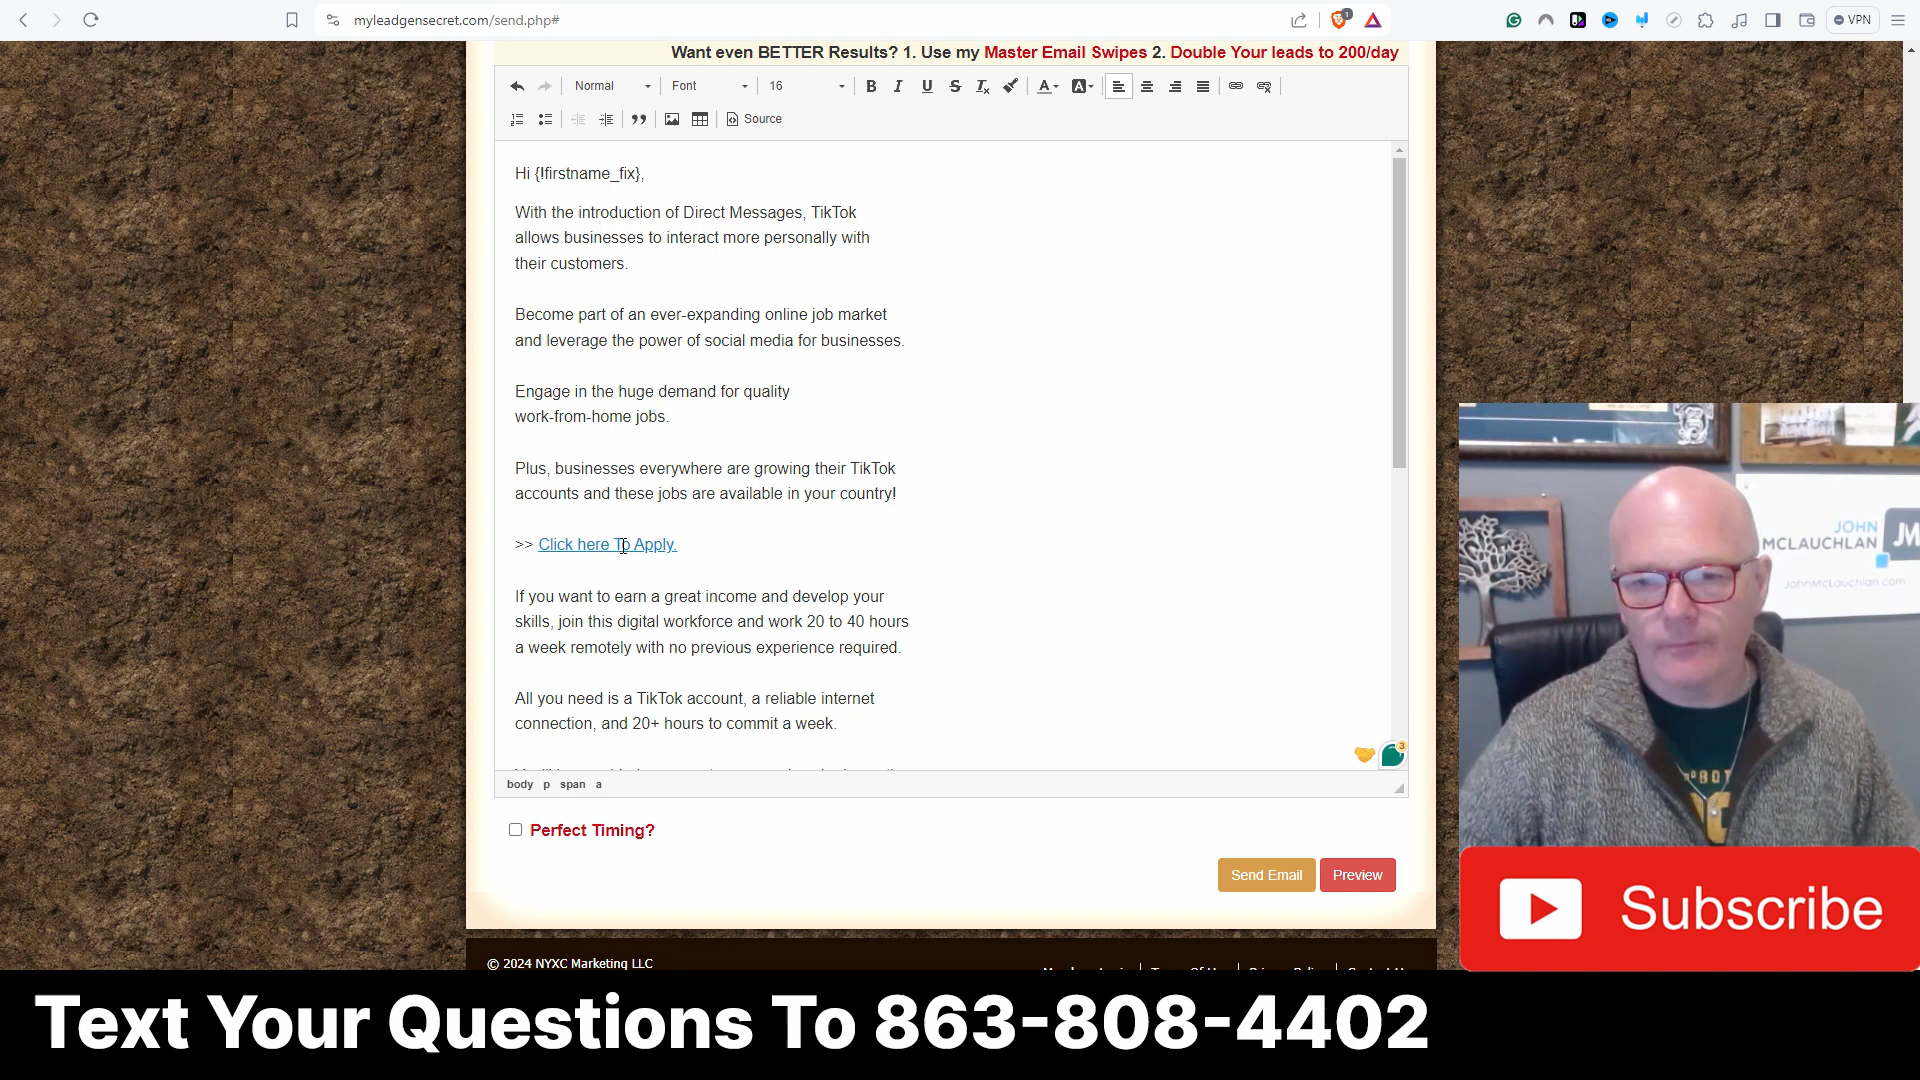 myleadgensecret.com/send.php#
VPN
Want even BETTER Results? 1. Use my Master Email Swipes 2. Double Your leads to 200/day
Normal Font 16
Source
Hi {!firstname_fix},
With the introduction of Direct Messages, TikTok
allows businesses to interact more personally with
their customers.
Become part of an ever-expanding online job market
and leverage the power of social media for businesses.
Engage in the huge demand for quality
work-from-home jobs.
Plus, businesses everywhere are growing their TikTok
accounts and these jobs are available in your country!
>> Click here To Apply.
If you want to earn a great income and develop your
skills, join this digital workforce and work 20 to 40 hours
a week remotely with no previous experience required.
All you need is a TikTok account, a reliable internet
connection, and 20+ hours to commit a week.
3
body p span a
Perfect Timing?
Send Email Preview
© 2024 NYXC Marketing LLC
JOHN
MCLAUCHLAN
JM
JohnMcLauchlan.com
Subscribe
Text Your Questions To 863-808-4402